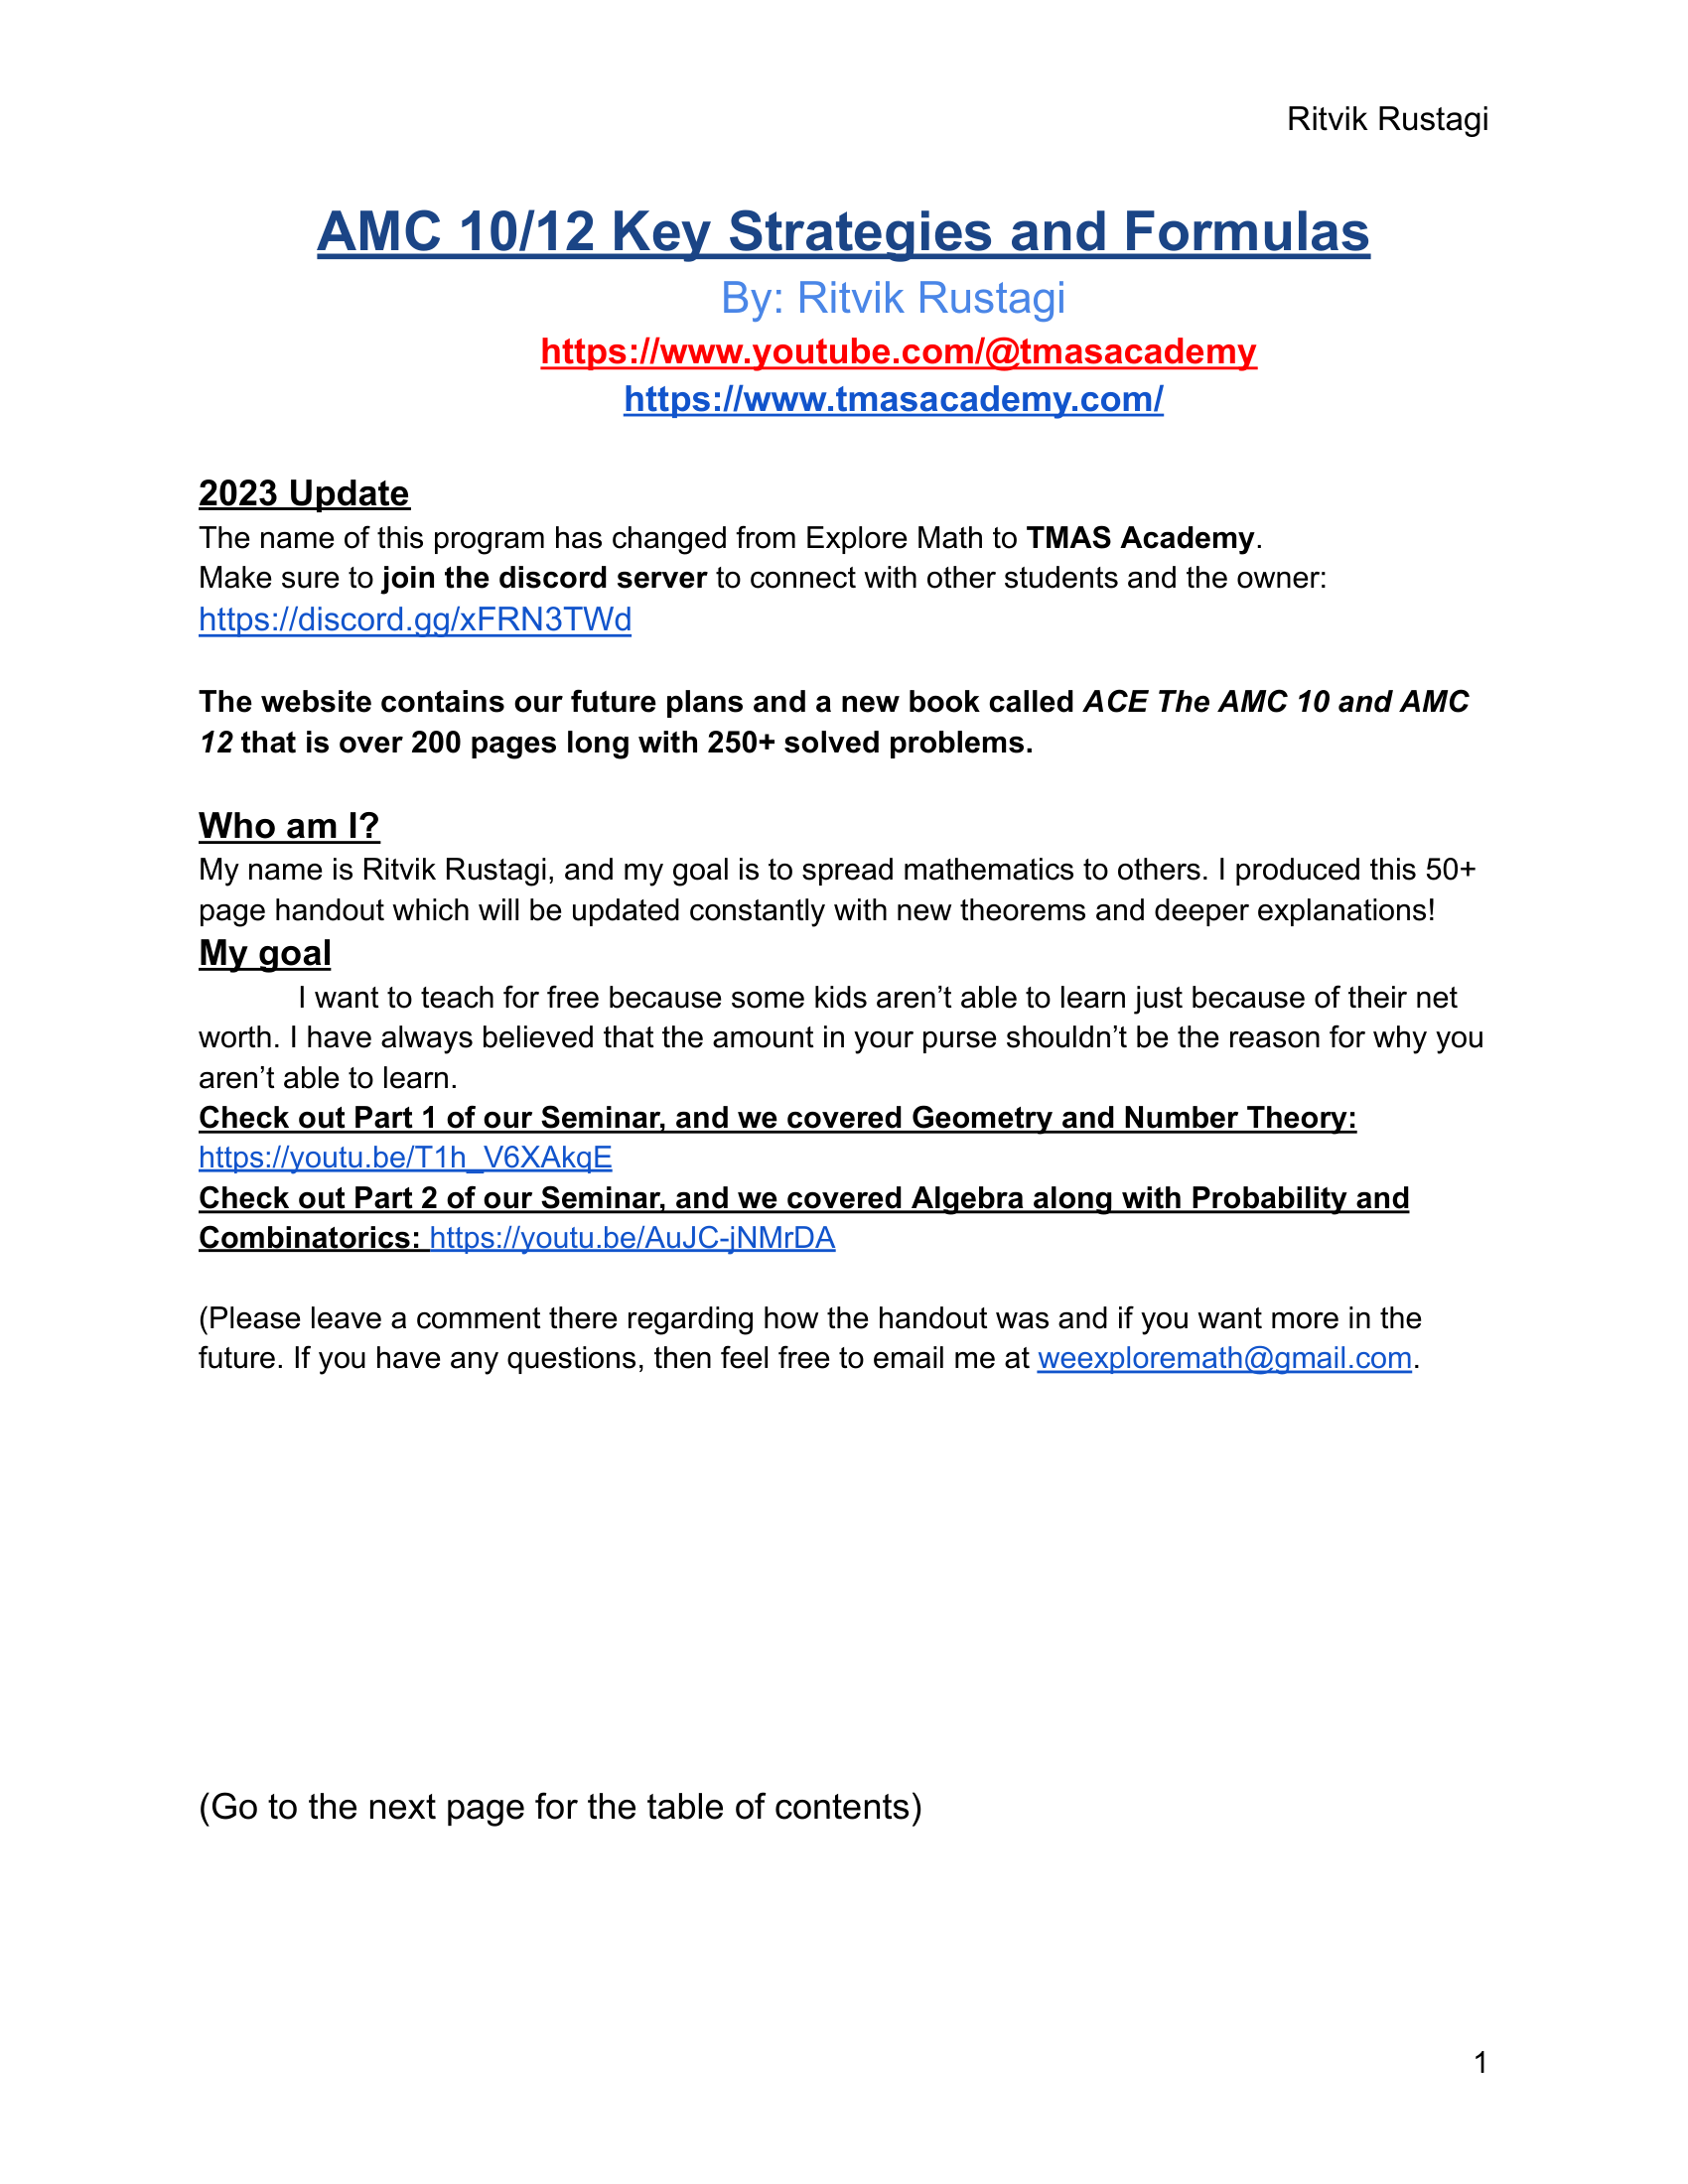 Ritvik Rustagi
AMC 10/12 Key Strategies and Formulas
By: Ritvik Rustagi
https://www.youtube.com/@tmasacademy
https://www.tmasacademy.com/
2023 Update
The name of this program has changed from Explore Math to TMAS Academy.
Make sure to join the discord server to connect with other students and the owner:
https://discord.gg/xFRN3TWd
The website contains our future plans and a new book called ACE The AMC 10 and AMC
12 that is over 200 pages long with 250+ solved problems.
Who am I?
My name is Ritvik Rustagi, and my goal is to spread mathematics to others. I produced this 50+
page handout which will be updated constantly with new theorems and deeper explanations!
My goal
I want to teach for free because some kids aren’t able to learn just because of their net
worth. I have always believed that the amount in your purse shouldn’t be the reason for why you
aren’t able to learn.
Check out Part 1 of our Seminar, and we covered Geometry and Number Theory:
https://youtu.be/T1h_V6XAkqE
Check out Part 2 of our Seminar, and we covered Algebra along with Probability and
Combinatorics: https://youtu.be/AuJC-jNMrDA
(Please leave a comment there regarding how the handout was and if you want more in the
future. If you have any questions, then feel free to email me at weexploremath@gmail.com.
(Go to the next page for the table of contents)
1